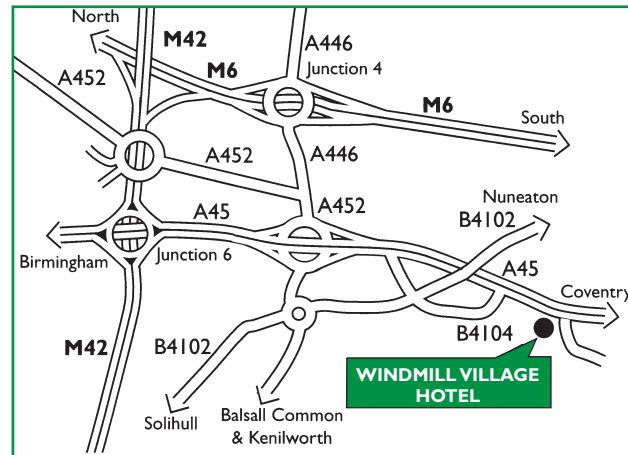 North
M42
A446
Junction 4
A452
M6
M6
South
A452
A446
Nuneaton
B4102
A45
A452
Birmingham
Junction 6
A45
Coventry
M42
B4102
B4104
WINDMILL VILLAGE
HOTEL
Solihull
Balsall Common
& Kenilworth